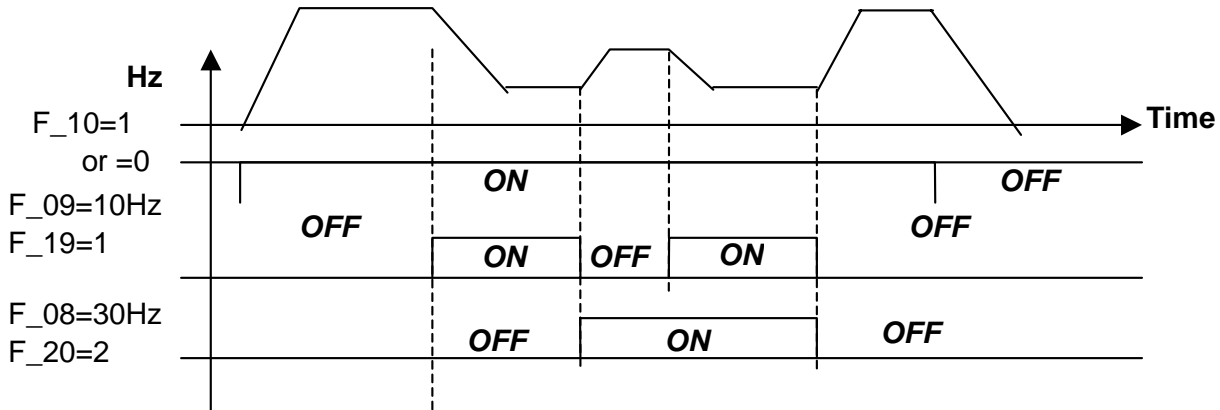 Hz
Time
F_10=1
or =0
ON
OFF
F_09=10Hz
OFF
OFF
F_19=1
ON
OFF
ON
F_08=30Hz
OFF
ON
OFF
F_20=2